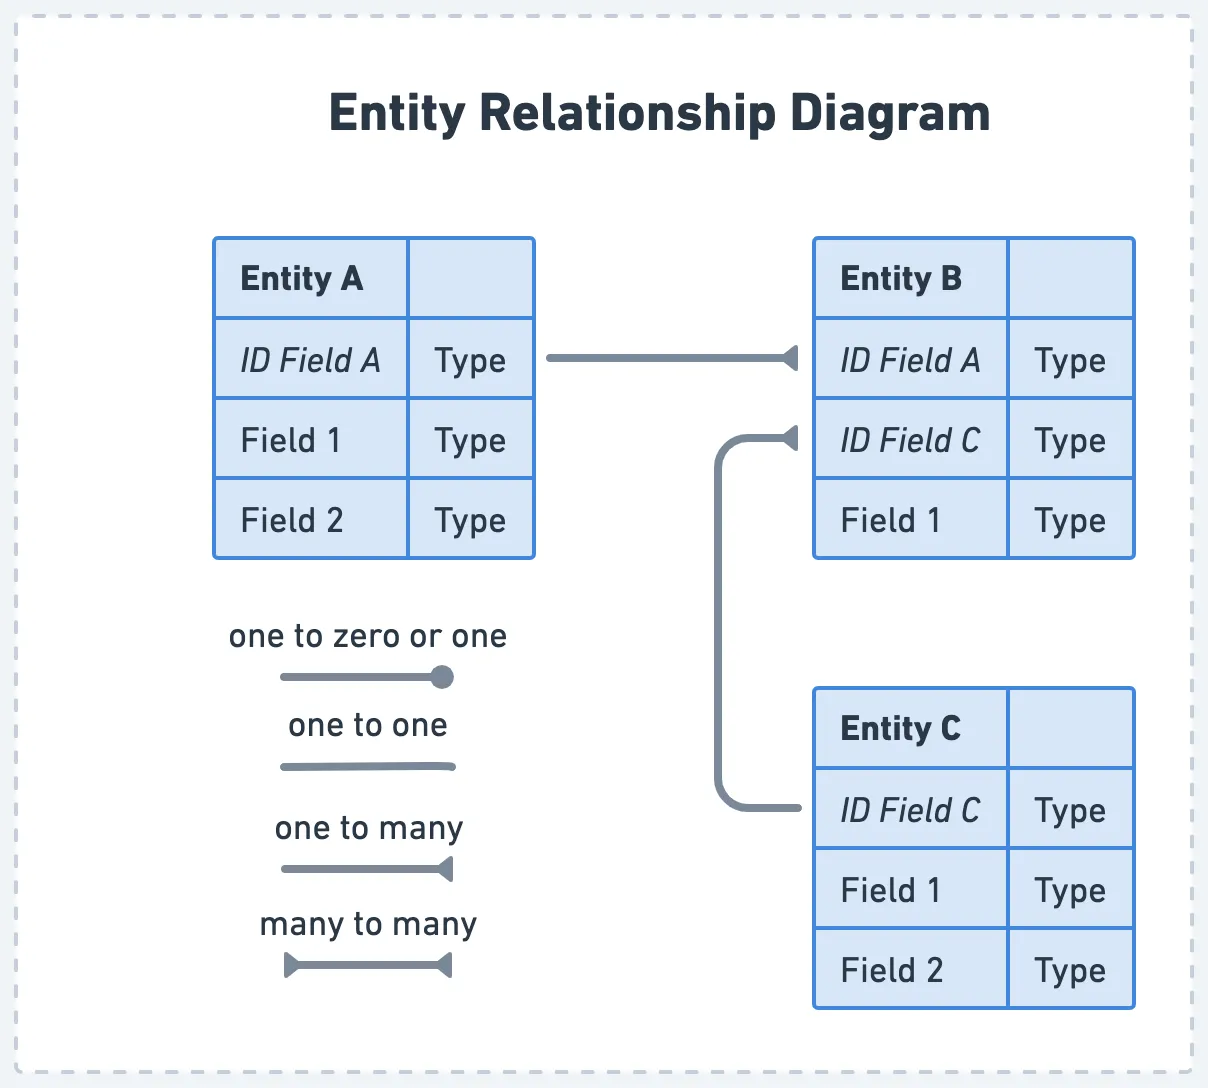 Entity Relationship Diagram
Entity A
ID Field A Type
Field 1 Type
Field 2 Type
Entity B
ID Field A Type
ID Field C Type
Field 1 Type
one to zero or one
one to one
one to many
many to many
Entity C
ID Field C Type
Field 1 Type
Field 2 Type